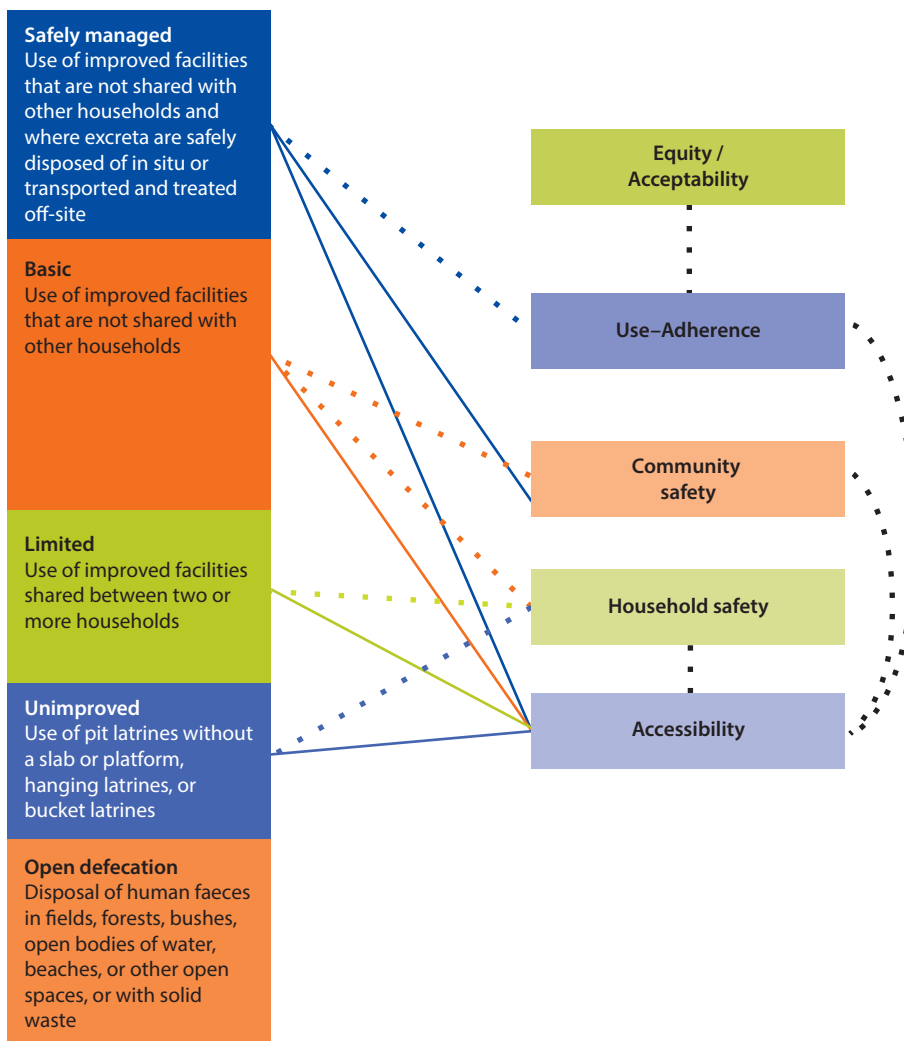 Safely managed
Use of improved facilities
that are not shared with
other households and
where excreta are safely
disposed of in situ or
transported and treated
off-site
Basic
Use of improved facilities
that are not shared with
other households
Limited
Use of improved facilities
shared between two or
more households
Unimproved
Use of pit latrines without
a slab or platform,
hanging latrines, or
bucket latrines
Open defecation
Disposal of human faeces
in fields, forests, bushes,
open bodies of water,
beaches, or other open
spaces, or with solid
waste
Equity /
Acceptability
Use–Adherence
Community
safety
Household safety
Accessibility